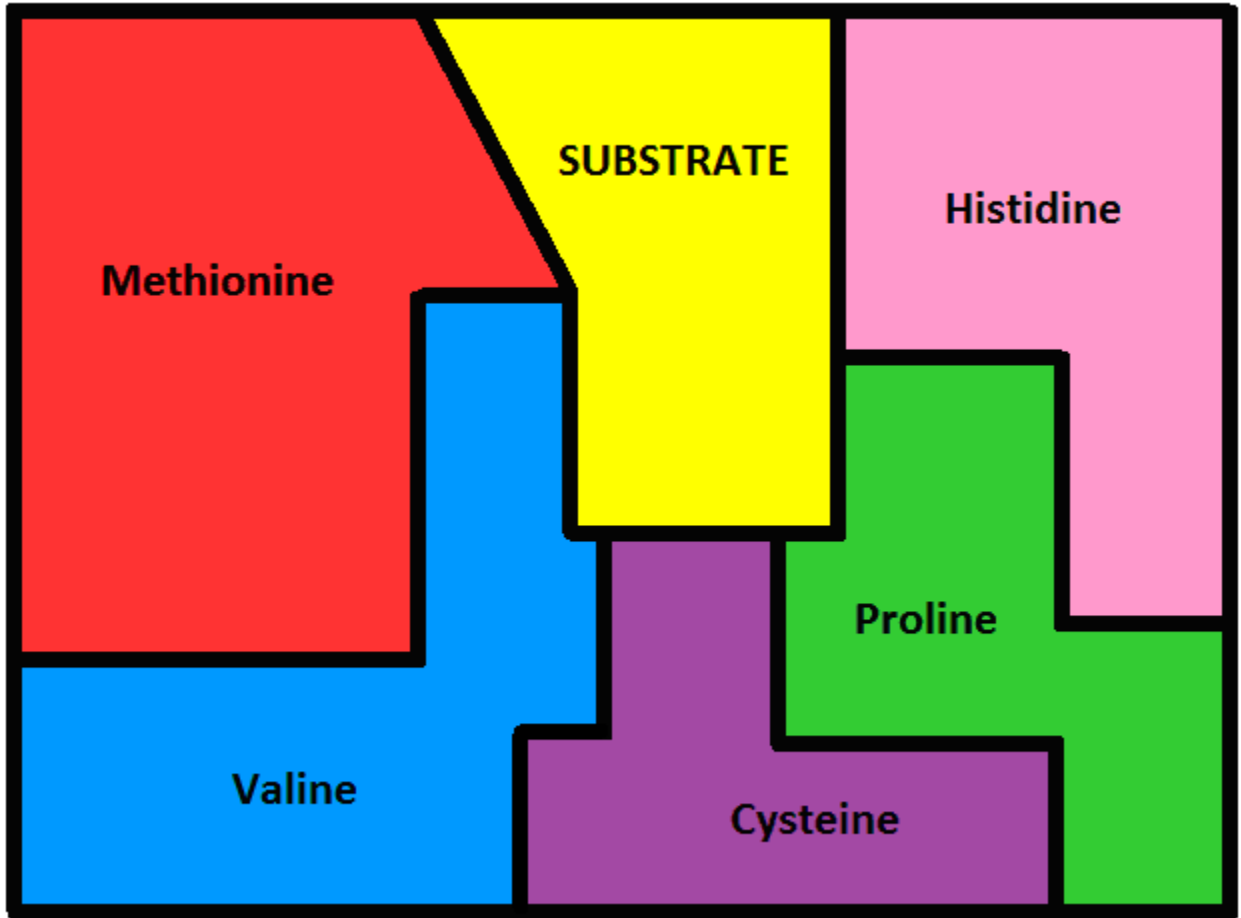 SUBSTRATE
Histidine
Methionine
Proline
Valine
Cysteine